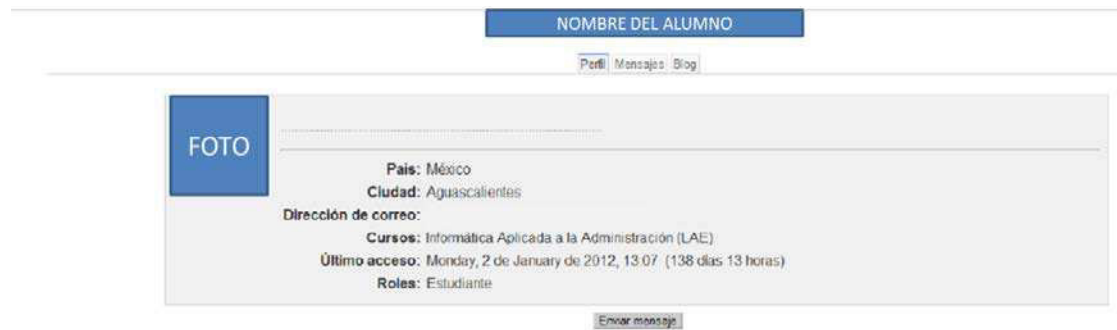 NOMBRE DEL ALUMNO
Perfil Mensajes Blog
FOTO
Pais: México
Ciudad: Aguascalientes
Dirección de correo:
Cursos: Informática Aplicada a la Administración (LAE)
Último acceso: Monday, 2 de January de 2012, 13:07 (138 días 13 horas)
Roles: Estudiante
Enviar mensaje